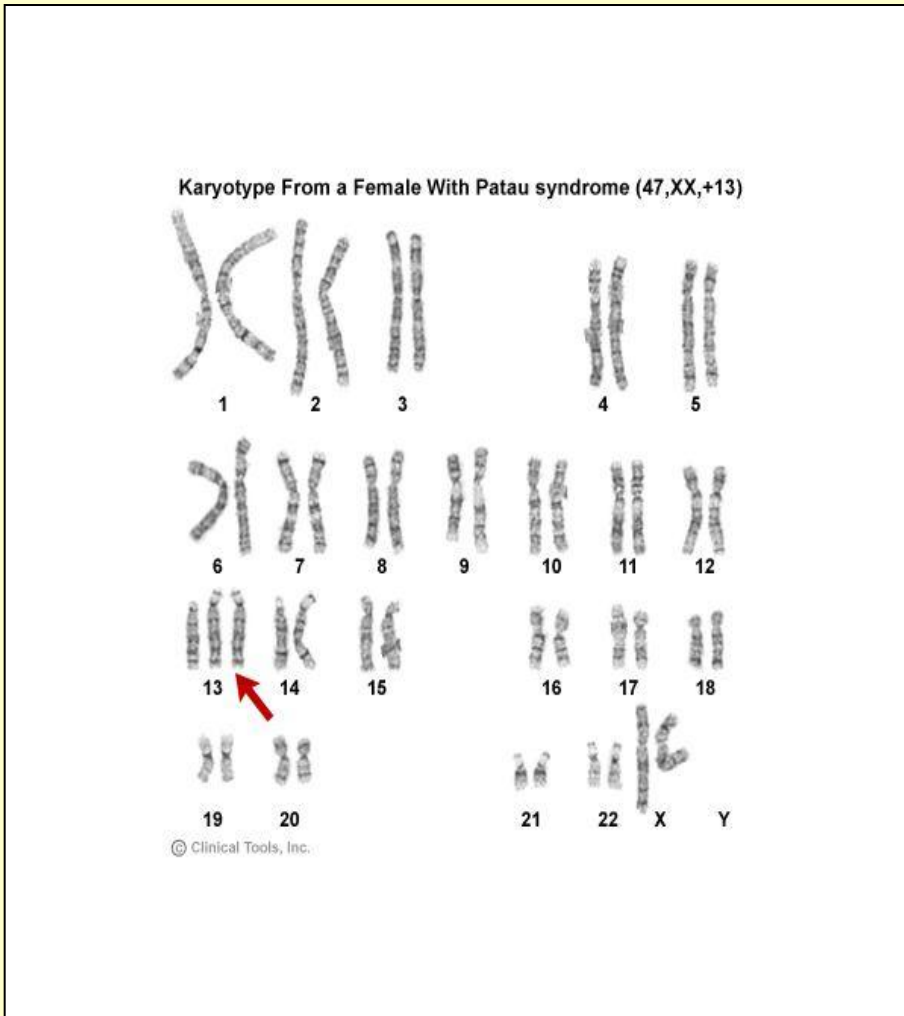 Karyotype From a Female With Patau syndrome (47,XX,+13)
1 2 3 4 5
6 7 8 9 10 11 12
13 14 15 16 17 18
19 20 21 22 X Y
© Clinical Tools, Inc.